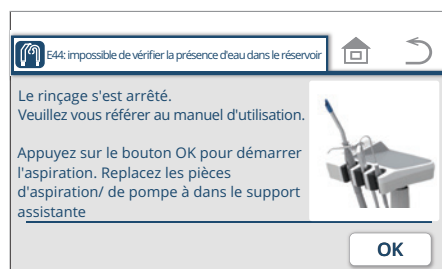 E44: impossible de vérifier la présence d'eau dans le réservoir
Le rinçage s'est arrêté.
Veuillez vous référer au manuel d'utilisation.
Appuyez sur le bouton OK pour démarrer
l'aspiration. Replacez les pièces
d'aspiration/ de pompe à dans le support
assistante
OK